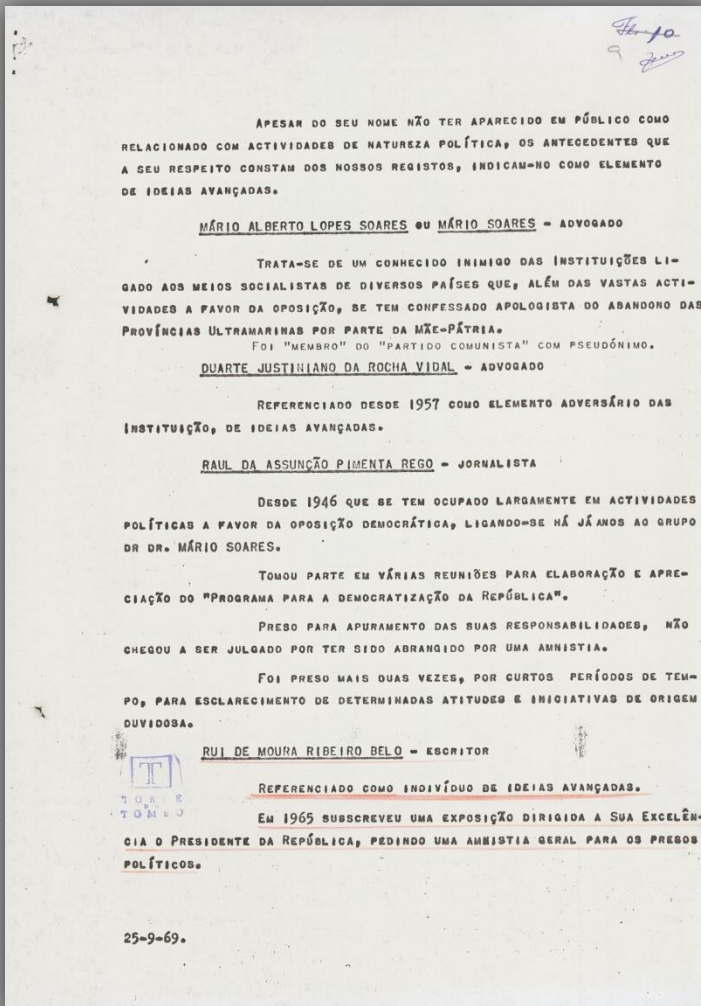 10
9
APESAR DO SEU NOME NÃO TER APARECIDO EM PÚBLICO COMO
RELACIONADO COM ACTIVIDADES DE NATUREZA POLÍTICA, OS ANTECEDENTES QUE
A SEU RESPEITO CONSTAM DOS NOSSOS REGISTOS, INDICAM-NO COMO ELEMENTO
DE IDEIAS AVANÇADAS.
MÁRIO ALBERTO LOPES SOARES OU MÁRIO SOARES - ADVOGADO
TRATA-SE DE UM CONHECIDO INIMIGO DAS INSTITUIÇÕES LI-
GADO AOS MEIOS SOCIALISTAS DE DIVERSOS PAÍSES QUE, ALÉM DAS VASTAS ACTI-
VIDADES A FAVOR DA OPOSIÇÃO, SE TEM CONFESSADO APOLOGISTA DO ABANDONO DAS
PROVÍNCIAS ULTRAMARINAS POR PARTE DA MÃE-PÁTRIA.
FOI "MEMBRO" DO "PARTIDO COMUNISTA" COM PSEUDÓNIMO.
DUARTE JUSTINIANO DA ROCHA VIDAL - ADVOGADO
REFERENCIADO DESDE 1957 COMO ELEMENTO ADVERSÁRIO DAS
INSTITUIÇÃO, DE IDEIAS AVANÇADAS.
RAUL DA ASSUNÇÃO PIMENTA REGO - JORNALISTA
DESDE 1946 QUE SE TEM OCUPADO LARGAMENTE EM ACTIVIDADES
POLÍTICAS A FAVOR DA OPOSIÇÃO DEMOCRÁTICA, LIGANDO-SE HÁ JÁ ANOS AO GRUPO
DR DR. MÁRIO SOARES.
TOMOU PARTE EM VÁRIAS REUNIÕES PARA ELABORAÇÃO E APRE-
CIAÇÃO DO "PROGRAMA PARA A DEMOCRATIZAÇÃO DA REPÚBLICA".
PRESO PARA APURAMENTO DAS SUAS RESPONSABILIDADES, NÃO
CHEGOU A SER JULGADO POR TER SIDO ABRANGIDO POR UMA AMNISTIA.
FOI PRESO MAIS DUAS VEZES, POR CURTOS PERÍODOS DE TEM-
PO, PARA ESCLARECIMENTO DE DETERMINADAS ATITUDES E INICIATIVAS DE ORIGEM
DUVIDOSA.
RUI DE MOURA RIBEIRO BELO - ESCRITOR
T
TORRE
DO
TOMBO
REFERENCIADO COMO INDIVÍDUO DE IDEIAS AVANÇADAS.
EM 1965 SUBSCREVEU UMA EXPOSIÇÃO DIRIGIDA A SUA EXCELÊN-
CIA O PRESIDENTE DA REPÚBLICA, PEDINDO UMA AMNISTIA GERAL PARA OS PRESOS
POLÍTICOS.
25-9-69.